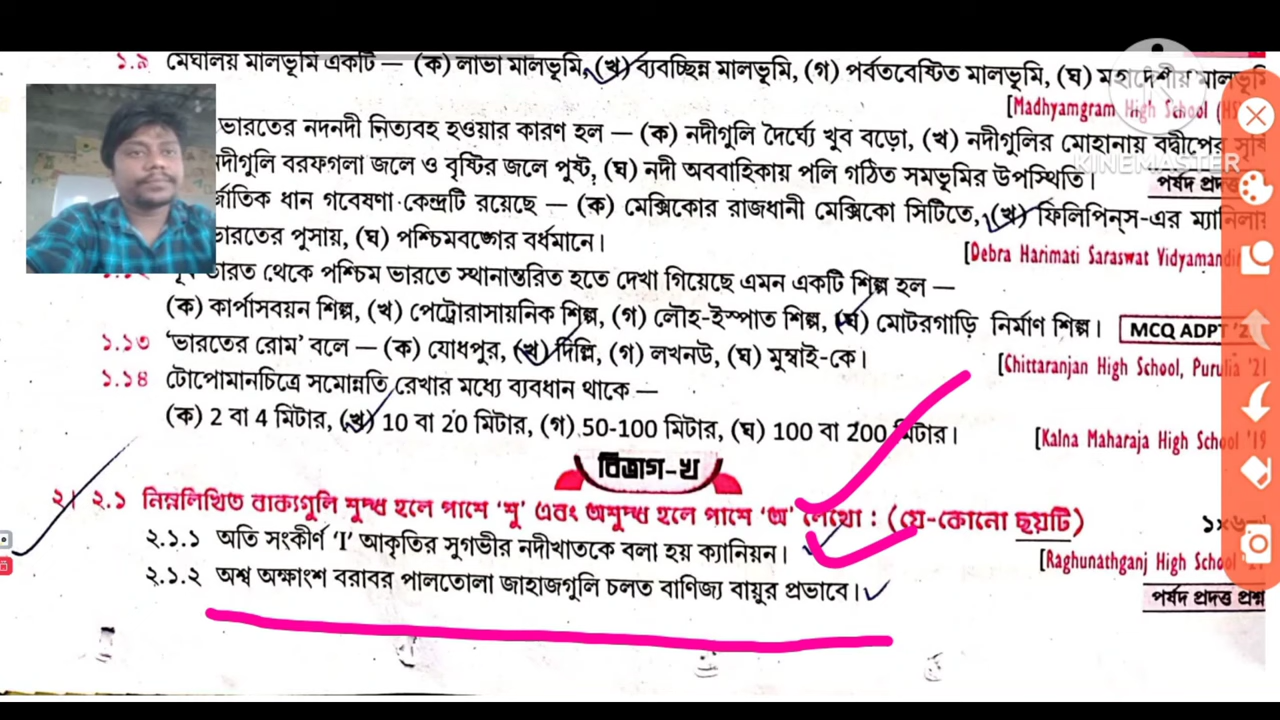 ১.৯ মেঘালয় মালভূমি একটি — (ক) লাভা মালভূমি, (খ) ব্যবচ্ছিন্ন মালভূমি, (গ) পর্বতবেষ্টিত মালভূমি, (ঘ) মহাদেশীয়
[Madhyamgram High School
ভারতের নদনদী নিত্যবহ হওয়ার কারণ হল — (ক) নদীগুলি দৈর্ঘ্যে খুব বড়ো, (খ) নদীগুলির মোহানায় বদ্বীপের
KINEMASTER
বরফগলা জলে ও বৃষ্টির জলে পুষ্ট, (ঘ) নদী অববাহিকায় পলি গঠিত সমভূমির উপস্থিতি।
পর্ষদ প্রদত্ত
ধান গবেষণা কেন্দ্রটি রয়েছে — (ক) মেক্সিকোর রাজধানী মেক্সিকো সিটিতে, (খ) ফিলিপিন্‌স-এর
ভারতের পুসায়, (ঘ) পশ্চিমবঙ্গের বর্ধমানে।
[Debra Harimati Saraswat
ভারত থেকে পশ্চিম ভারতে স্থানান্তরিত হতে দেখা গিয়েছে এমন একটি শিল্প হল —
(ক) কার্পাসবয়ন শিল্প, (খ) পেট্রোরাসায়নিক শিল্প, (গ) লৌহ-ইস্পাত শিল্প, (ঘ) মোটরগাড়ি নির্মাণ শিল্প।
MCQ ADPT
১.১৩ ‘ভারতের রোম’ বলে — (ক) যোধপুর, (খ) দিল্লি, (গ) লখনউ, (ঘ) মুম্বাই-কে।
[Chittaranjan High School, Purulia '21
১.১৪ টোপোমানচিত্রে সমোন্নতি রেখার মধ্যে ব্যবধান থাকে —
(ক) 2 বা 4 মিটার, (খ) 10 বা 20 মিটার, (গ) 50-100 মিটার, (ঘ) 100 বা 200 মিটার।
[Kalna Maharaja High School '19
বিভাগ-খ
২। ২.১ নিম্নলিখিত বাক্যগুলি শুদ্ধ হলে পাশে ‘শু’ এবং অশুদ্ধ হলে পাশে ‘অ’ লেখো : (যে-কোনো ছয়টি)
২.১.১ অতি সংকীর্ণ ‘I’ আকৃতির সুগভীর নদীখাতকে বলা হয় ক্যানিয়ন।
[Raghunathganj High School
২.১.২ অশ্ব অক্ষাংশ বরাবর পালতোলা জাহাজগুলি চলত বাণিজ্য বায়ুর প্রভাবে।
পর্ষদ প্রদত্ত প্রশ্ন